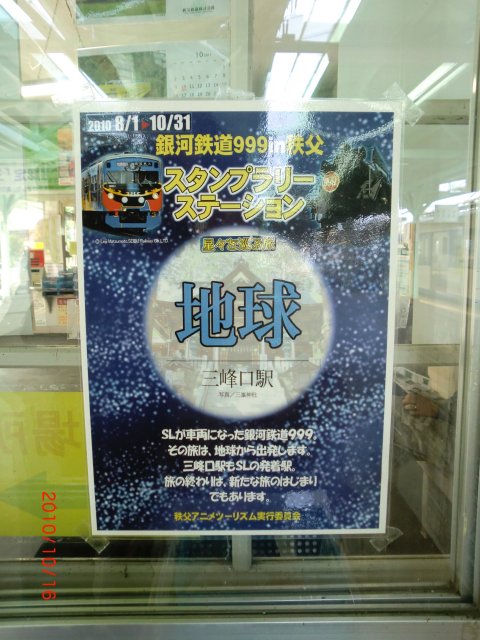 2010 8/1▶10/31
銀河鉄道999in秩父
スタンプラリー
ステーション
地球
三峰口駅
写真／三峯神社
SLが車両になった銀河鉄道999。
その旅は、地球から出発します。
三峰口駅もSLの発着駅。
旅の終わりは、新たな旅のはじまり
でもあります。
秩父アニメツーリズム実行委員会
2010/10/16